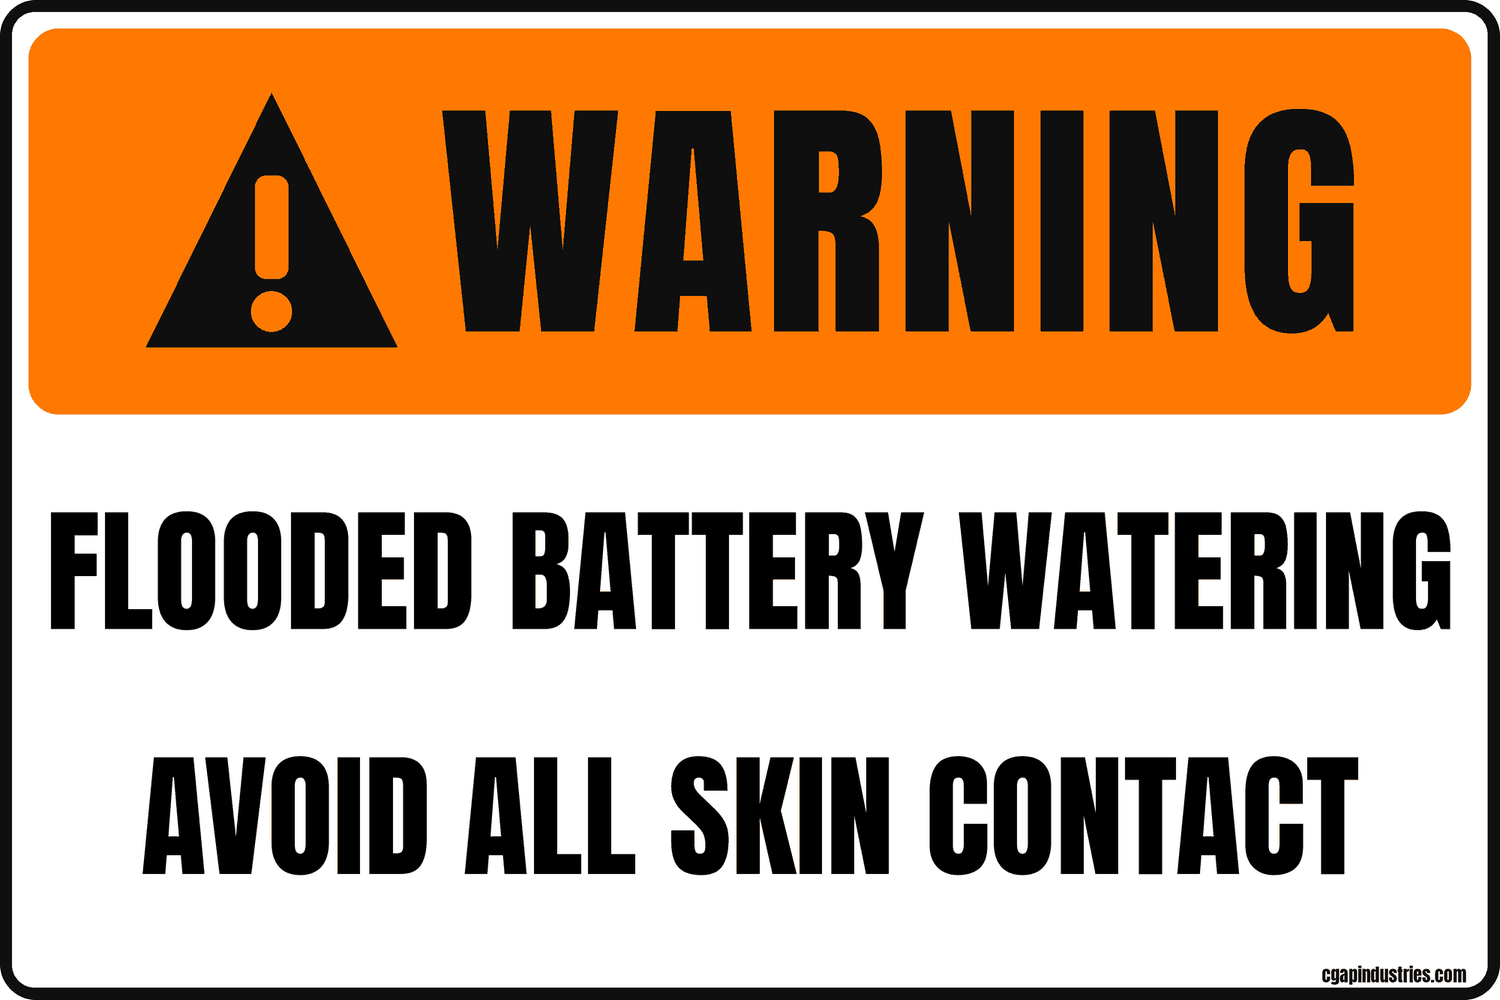 WARNING
FLOODED BATTERY WATERING
AVOID ALL SKIN CONTACT
cgapindustries.com